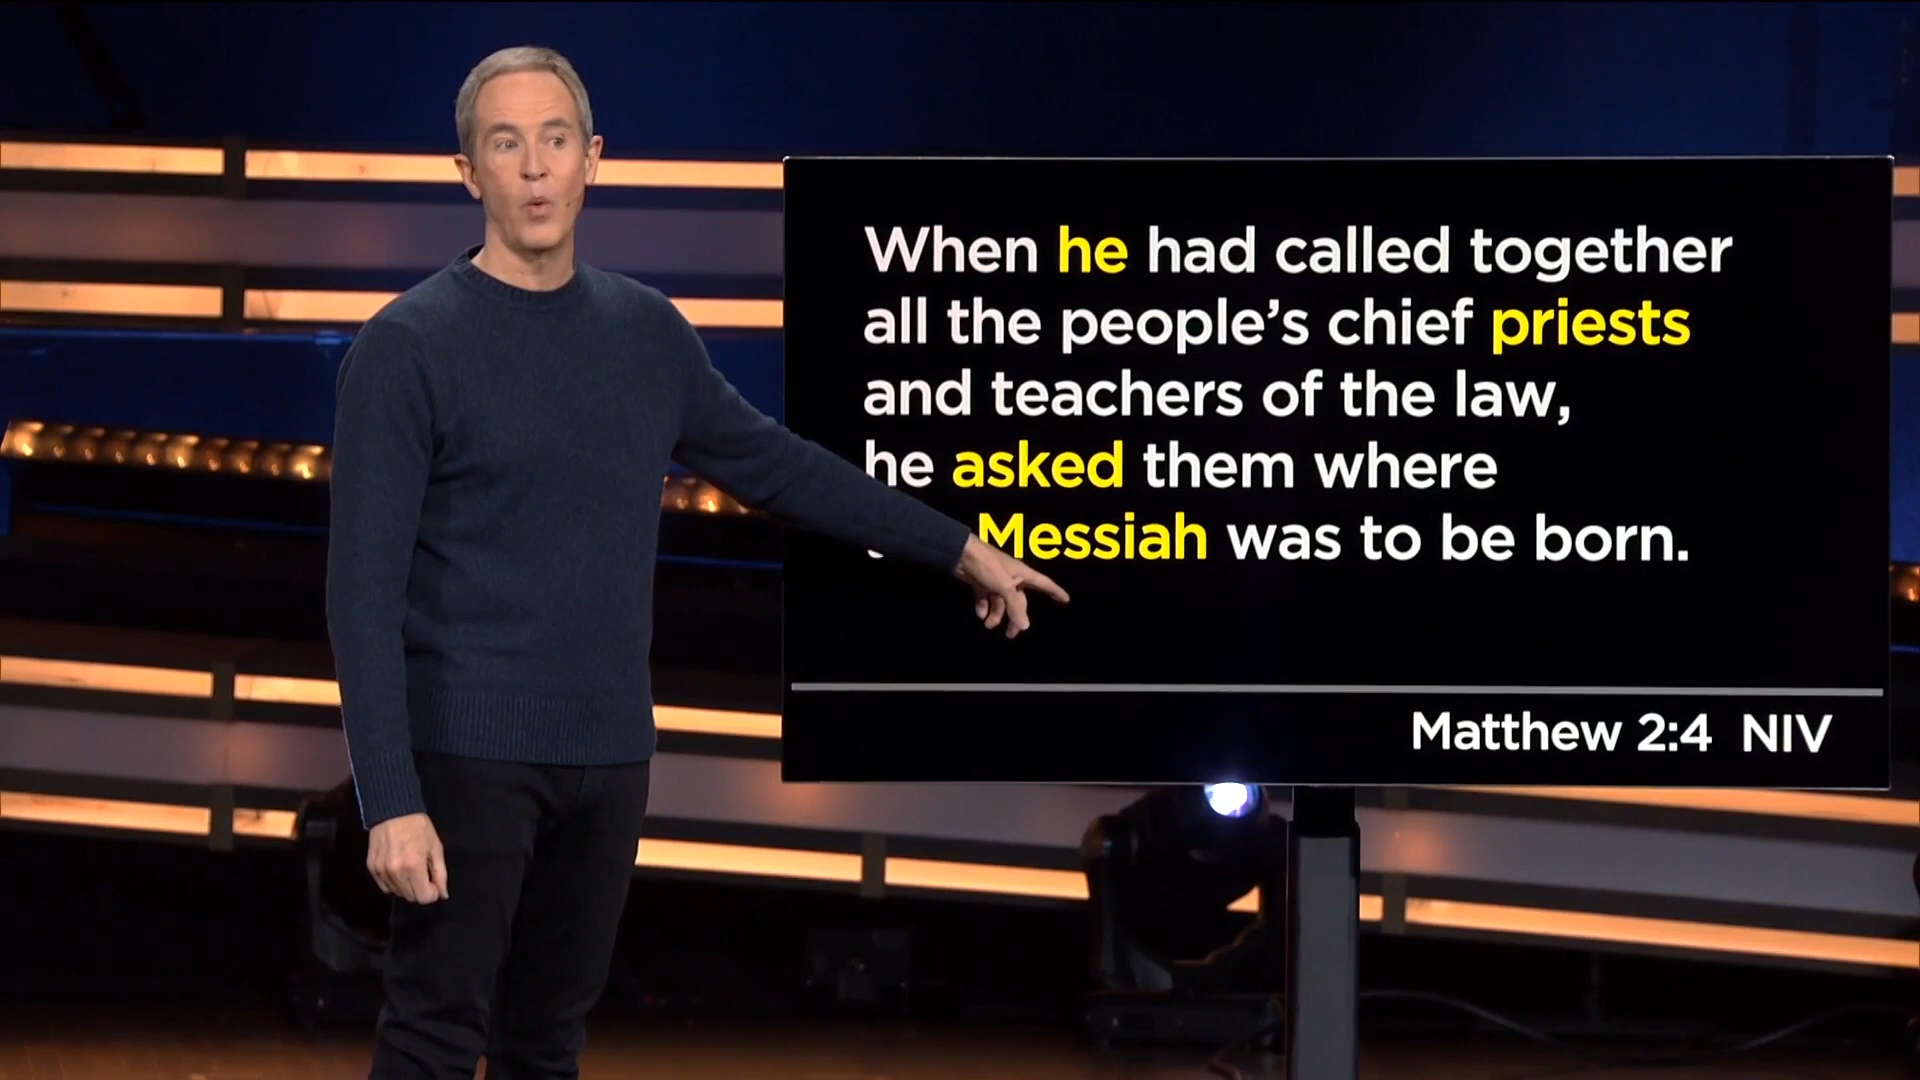 When he had called together
all the people’s chief priests
and teachers of the law,
he asked them where
Messiah was to be born.
Matthew 2:4 NIV